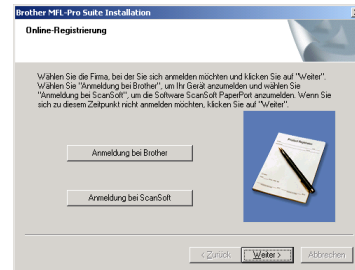 Brother MFL-Pro Suite Installation
Online-Registrierung
Wählen Sie die Firma, bei der Sie sich anmelden möchten und klicken Sie auf "Weiter".
Wählen Sie "Anmeldung bei Brother", um Ihr Gerät anzumelden und wählen Sie
"Anmeldung bei ScanSoft", um die Software ScanSoft PaperPort anzumelden. Wenn Sie
sich zu diesem Zeitpunkt nicht anmelden möchten, klicken Sie auf "Weiter".
Anmeldung bei Brother
Anmeldung bei ScanSoft
< Zurück
Weiter >
Abbrechen